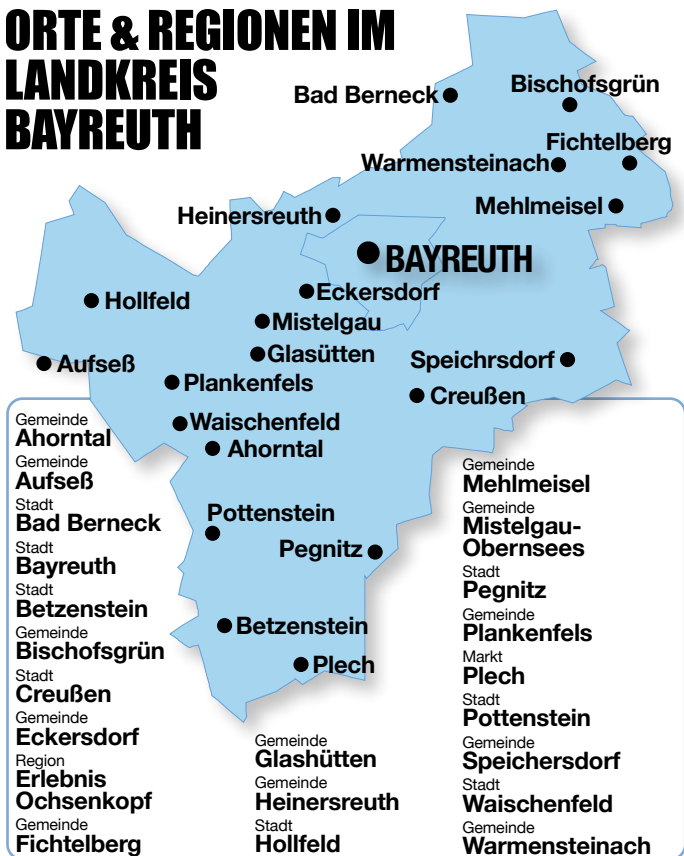 ORTE & REGIONEN IM
LANDKREIS
BAYREUTH
Bad Berneck
Bischofsgrün
Fichtelberg
Warmensteinach
Mehlmeisel
Heinersreuth
BAYREUTH
Eckersdorf
Hollfeld
Mistelgau
Glasütten
Speichrsdorf
Aufseß
Plankenfels
Creußen
Waischenfeld
Ahorntal
Pottenstein
Pegnitz
Betzenstein
Plech
Gemeinde
Ahorntal
Gemeinde
Aufseß
Stadt
Bad Berneck
Stadt
Bayreuth
Stadt
Betzenstein
Gemeinde
Bischofsgrün
Stadt
Creußen
Gemeinde
Eckersdorf
Region
Erlebnis
Ochsenkopf
Gemeinde
Fichtelberg
Gemeinde
Glashütten
Gemeinde
Heinersreuth
Stadt
Hollfeld
Gemeinde
Mehlmeisel
Gemeinde
Mistelgau-
Obernsees
Stadt
Pegnitz
Gemeinde
Plankenfels
Markt
Plech
Stadt
Pottenstein
Gemeinde
Speichersdorf
Stadt
Waischenfeld
Gemeinde
Warmensteinach